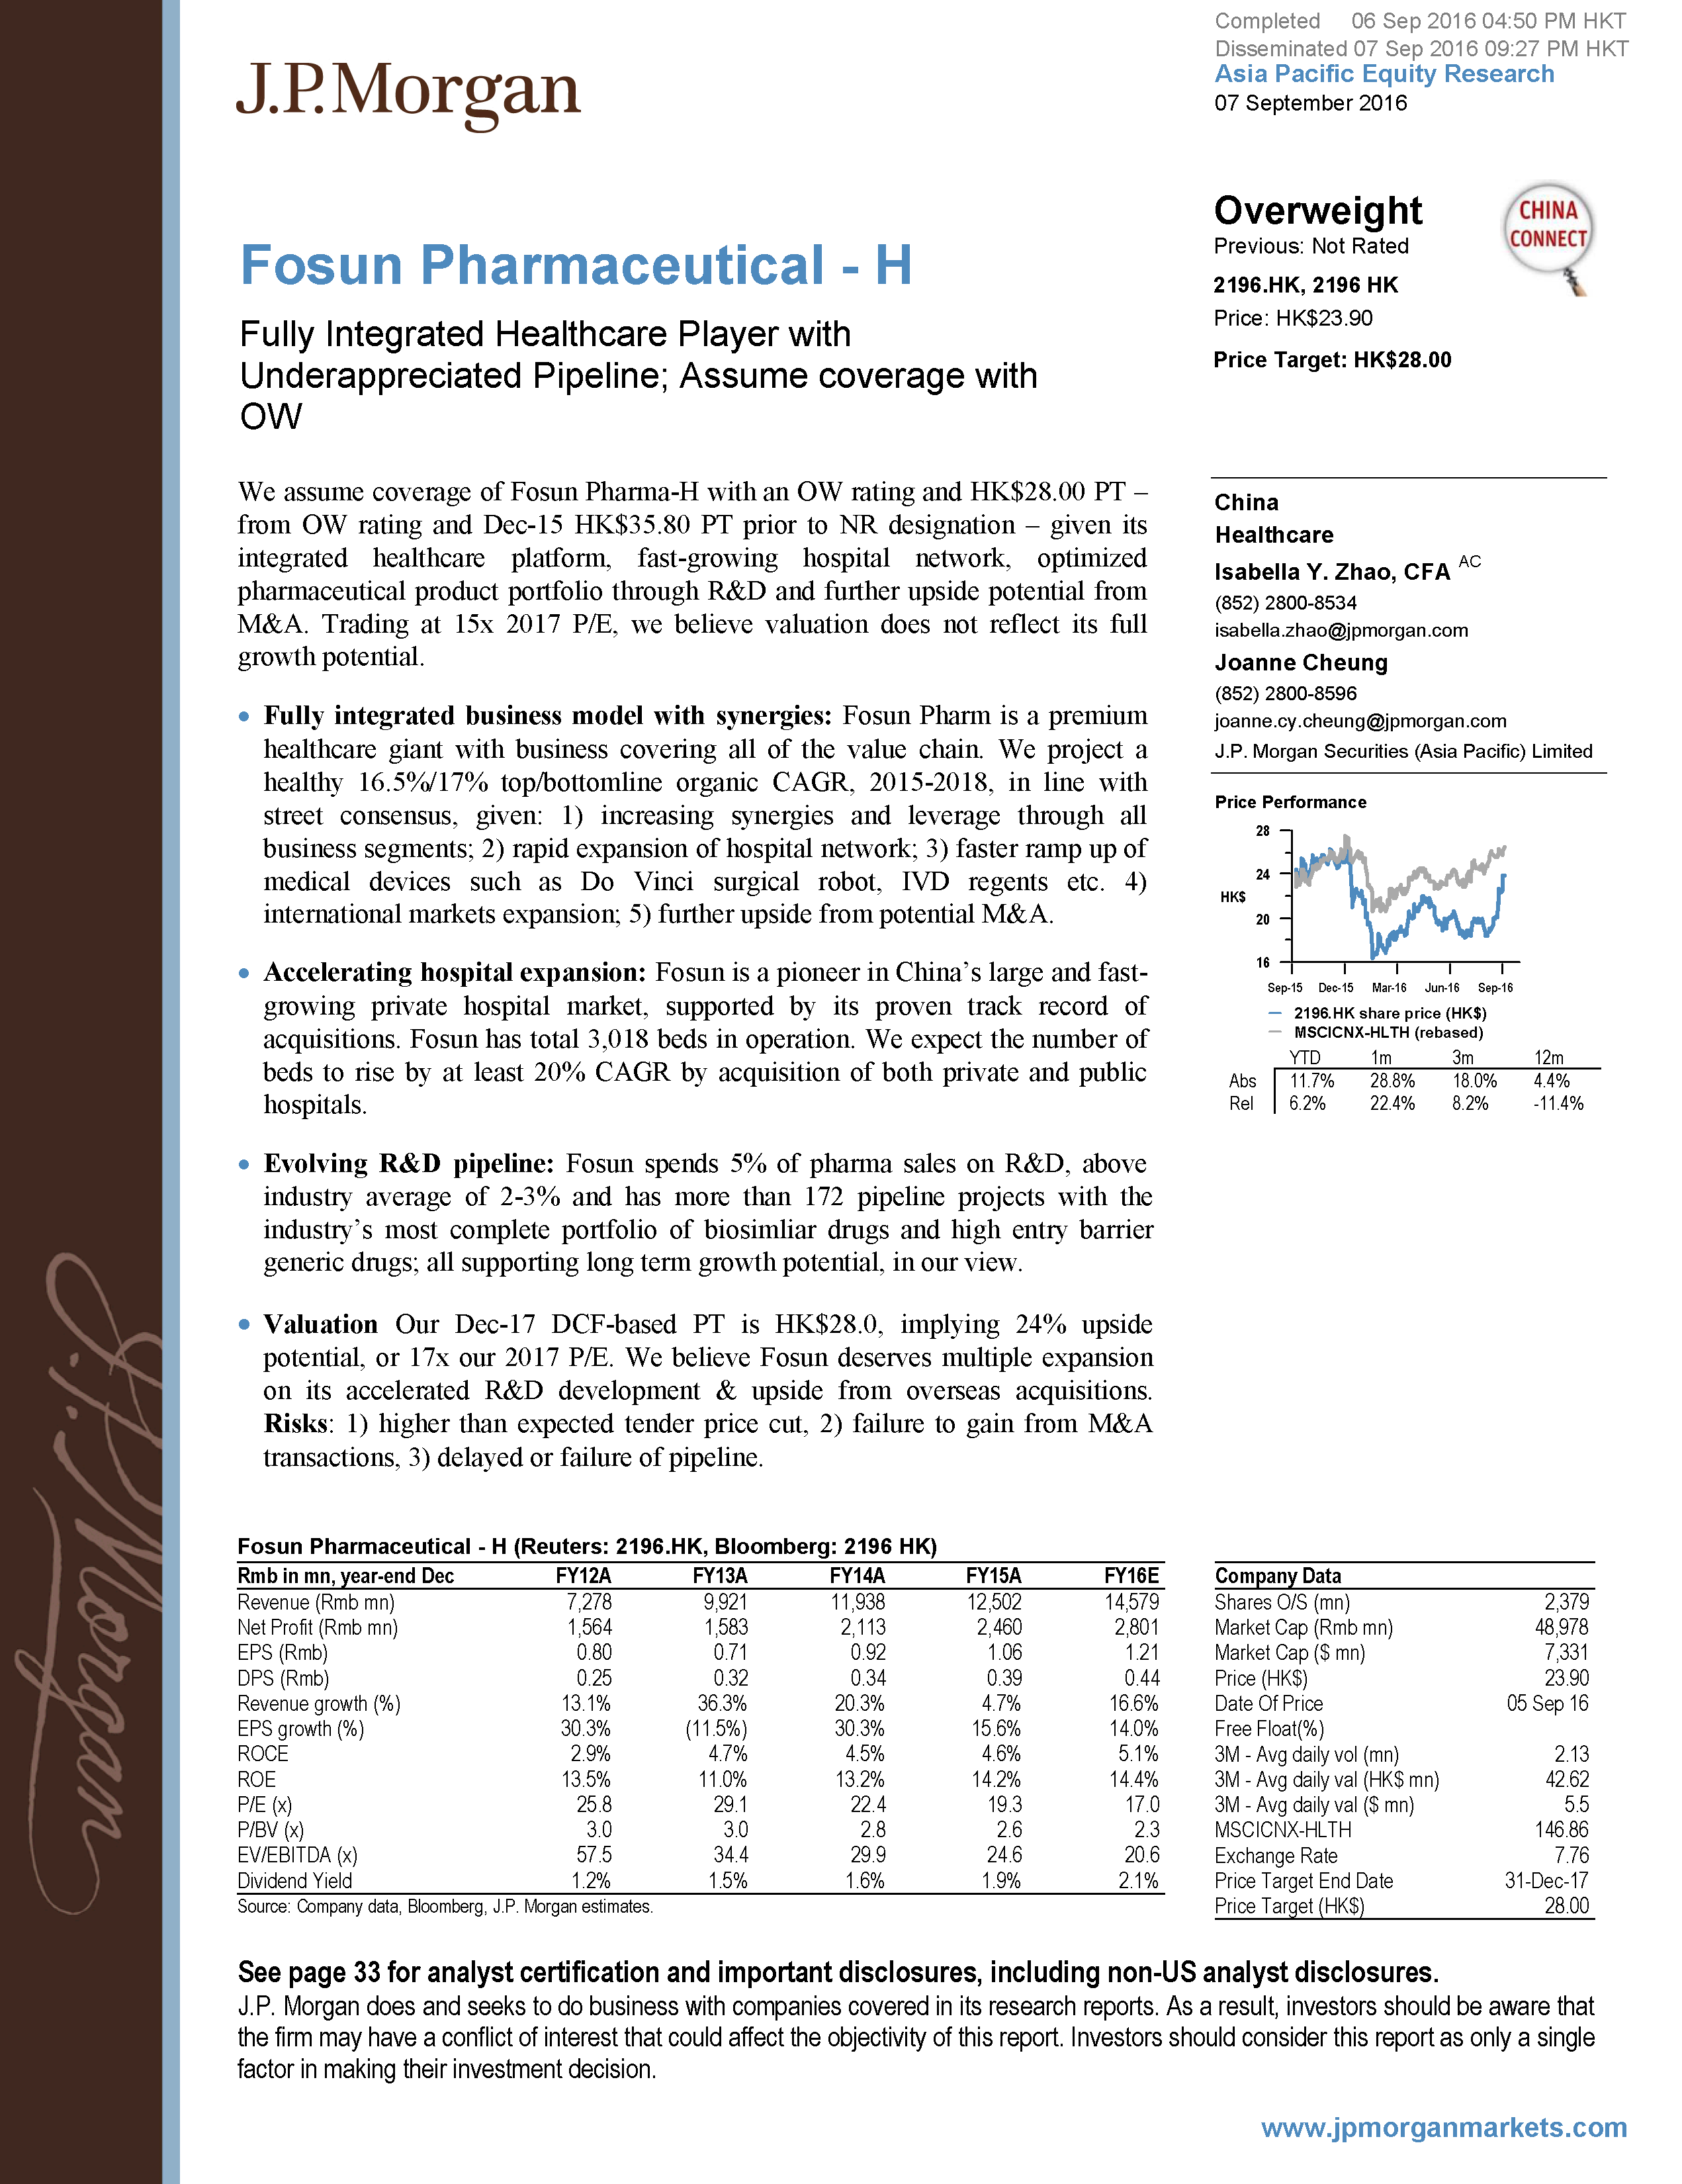 Completed 06 Sep 2016 04:50 PM HKT
Disseminated 07 Sep 2016 09:27 PM HKT
Asia Pacific Equity Research
07 September 2016
J.P.Morgan
Overweight
Previous: Not Rated
2196.HK, 2196 HK
Price: HK$23.90
Price Target: HK$28.00
CHINA
CONNECT
Fosun Pharmaceutical - H
Fully Integrated Healthcare Player with
Underappreciated Pipeline; Assume coverage with
OW
We assume coverage of Fosun Pharma-H with an OW rating and HK$28.00 PT –
from OW rating and Dec-15 HK$35.80 PT prior to NR designation – given its
integrated healthcare platform, fast-growing hospital network, optimized
pharmaceutical product portfolio through R&D and further upside potential from
M&A. Trading at 15x 2017 P/E, we believe valuation does not reflect its full
growth potential.
• Fully integrated business model with synergies: Fosun Pharm is a premium
healthcare giant with business covering all of the value chain. We project a
healthy 16.5%/17% top/bottomline organic CAGR, 2015-2018, in line with
street consensus, given: 1) increasing synergies and leverage through all
business segments; 2) rapid expansion of hospital network; 3) faster ramp up of
medical devices such as Do Vinci surgical robot, IVD regents etc. 4)
international markets expansion; 5) further upside from potential M&A.
• Accelerating hospital expansion: Fosun is a pioneer in China’s large and fast-
growing private hospital market, supported by its proven track record of
acquisitions. Fosun has total 3,018 beds in operation. We expect the number of
beds to rise by at least 20% CAGR by acquisition of both private and public
hospitals.
• Evolving R&D pipeline: Fosun spends 5% of pharma sales on R&D, above
industry average of 2-3% and has more than 172 pipeline projects with the
industry’s most complete portfolio of biosimliar drugs and high entry barrier
generic drugs; all supporting long term growth potential, in our view.
• Valuation Our Dec-17 DCF-based PT is HK$28.0, implying 24% upside
potential, or 17x our 2017 P/E. We believe Fosun deserves multiple expansion
on its accelerated R&D development & upside from overseas acquisitions.
Risks: 1) higher than expected tender price cut, 2) failure to gain from M&A
transactions, 3) delayed or failure of pipeline.
China
Healthcare
Isabella Y. Zhao, CFA AC
(852) 2800-8534
isabella.zhao@jpmorgan.com
Joanne Cheung
(852) 2800-8596
joanne.cy.cheung@jpmorgan.com
J.P. Morgan Securities (Asia Pacific) Limited
Price Performance
28
24
HK$
20
16
Sep-15 Dec-15 Mar-16 Jun-16 Sep-16
2196.HK share price (HK$)
MSCICNX-HLTH (rebased)
YTD 1m 3m 12m
Abs 11.7% 28.8% 18.0% 4.4%
Rel 6.2% 22.4% 8.2% -11.4%
J.P.Morgan
Fosun Pharmaceutical - H (Reuters: 2196.HK, Bloomberg: 2196 HK)
Rmb in mn, year-end Dec FY12A FY13A FY14A FY15A FY16E
Revenue (Rmb mn) 7,278 9,921 11,938 12,502 14,579
Net Profit (Rmb mn) 1,564 1,583 2,113 2,460 2,801
EPS (Rmb) 0.80 0.71 0.92 1.06 1.21
DPS (Rmb) 0.25 0.32 0.34 0.39 0.44
Revenue growth (%) 13.1% 36.3% 20.3% 4.7% 16.6%
EPS growth (%) 30.3% (11.5%) 30.3% 15.6% 14.0%
ROCE 2.9% 4.7% 4.5% 4.6% 5.1%
ROE 13.5% 11.0% 13.2% 14.2% 14.4%
P/E (x) 25.8 29.1 22.4 19.3 17.0
P/BV (x) 3.0 3.0 2.8 2.6 2.3
EV/EBITDA (x) 57.5 34.4 29.9 24.6 20.6
Dividend Yield 1.2% 1.5% 1.6% 1.9% 2.1%
Source: Company data, Bloomberg, J.P. Morgan estimates.
Company Data
Shares O/S (mn) 2,379
Market Cap (Rmb mn) 48,978
Market Cap ($ mn) 7,331
Price (HK$) 23.90
Date Of Price 05 Sep 16
Free Float(%)
3M - Avg daily vol (mn) 2.13
3M - Avg daily val (HK$ mn) 42.62
3M - Avg daily val ($ mn) 5.5
MSCICNX-HLTH 146.86
Exchange Rate 7.76
Price Target End Date 31-Dec-17
Price Target (HK$) 28.00
See page 33 for analyst certification and important disclosures, including non-US analyst disclosures.
J.P. Morgan does and seeks to do business with companies covered in its research reports. As a result, investors should be aware that
the firm may have a conflict of interest that could affect the objectivity of this report. Investors should consider this report as only a single
factor in making their investment decision.
www.jpmorganmarkets.com